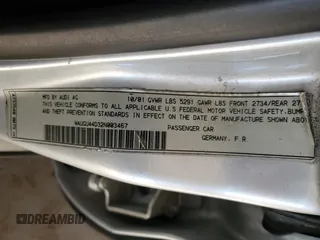 MFD BY AUDI AG 10/01 GVWR LBS 5291 GAWR LBS FRONT 2734/REAR 27
THIS VEHICLE CONFORMS TO ALL APPLICABLE U.S FEDERAL MOTOR VEHICLE SAFETY,BUMP
AND THEFT PREVENTION STANDARDS IN EFFECT ON THE DATE OF MANUFACTURE SHOWN ABO
PASSENGER CAR
GERMANY, F R
DREAMBID